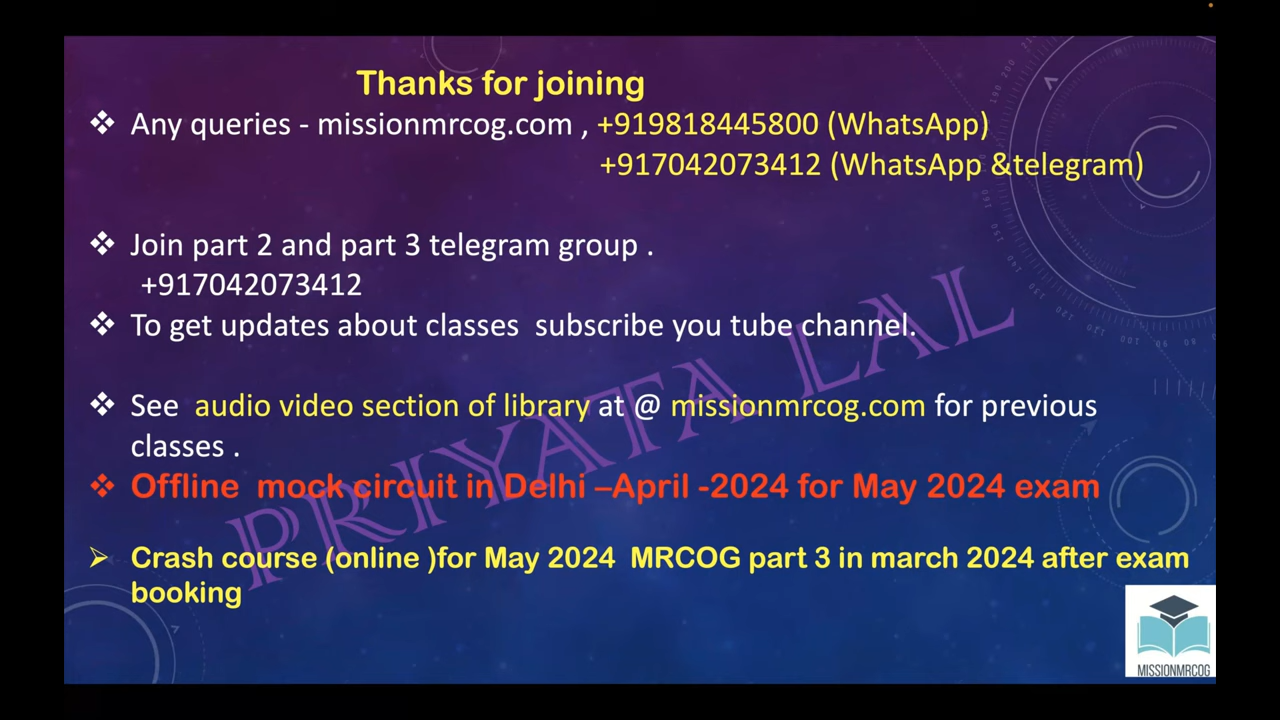 Thanks for joining
❖ Any queries - missionmrcog.com , +919818445800 (WhatsApp)
+917042073412 (WhatsApp &telegram)
❖ Join part 2 and part 3 telegram group .
+917042073412
❖ To get updates about classes  subscribe you tube channel.
❖ See  audio video section of library at @ missionmrcog.com for previous
classes .
❖ Offline  mock circuit in Delhi –April -2024 for May 2024 exam
➢ Crash course (online )for May 2024  MRCOG part 3 in march 2024 after exam
booking
PRIYATA LAL
MISSIONMRCOG